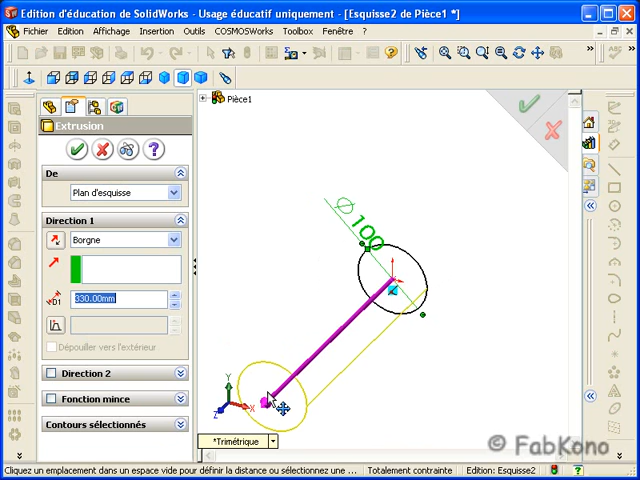 Edition d'éducation de SolidWorks - Usage éducatif uniquement - [Esquisse2 de Pièce1 *]
Fichier Edition Affichage Insertion Outils COSMOSWorks Toolbox Fenêtre ?
Pièce1
Extrusion
De
Plan d'esquisse
Direction 1
Borgne
D1
330.00mm
Dépouiller vers l'extérieur
Direction 2
Fonction mince
Contours sélectionnés
Ø 100
Y
X
Z
*Trimétrique
© FabKono
Cliquez un emplacement dans un espace vide pour définir la distance ou sélectionnez une ... Totalement contrainte Edition: Esquisse2